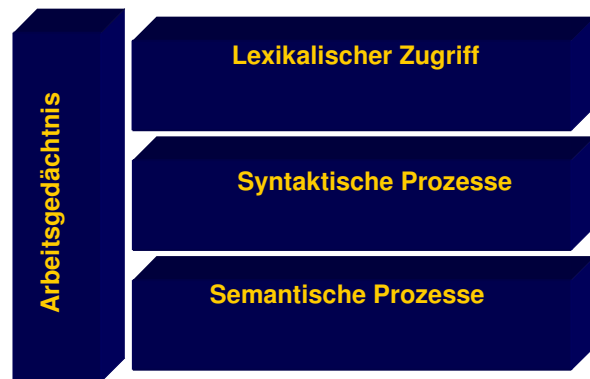 Arbeitsgedächtnis
Lexikalischer Zugriff
Syntaktische Prozesse
Semantische Prozesse